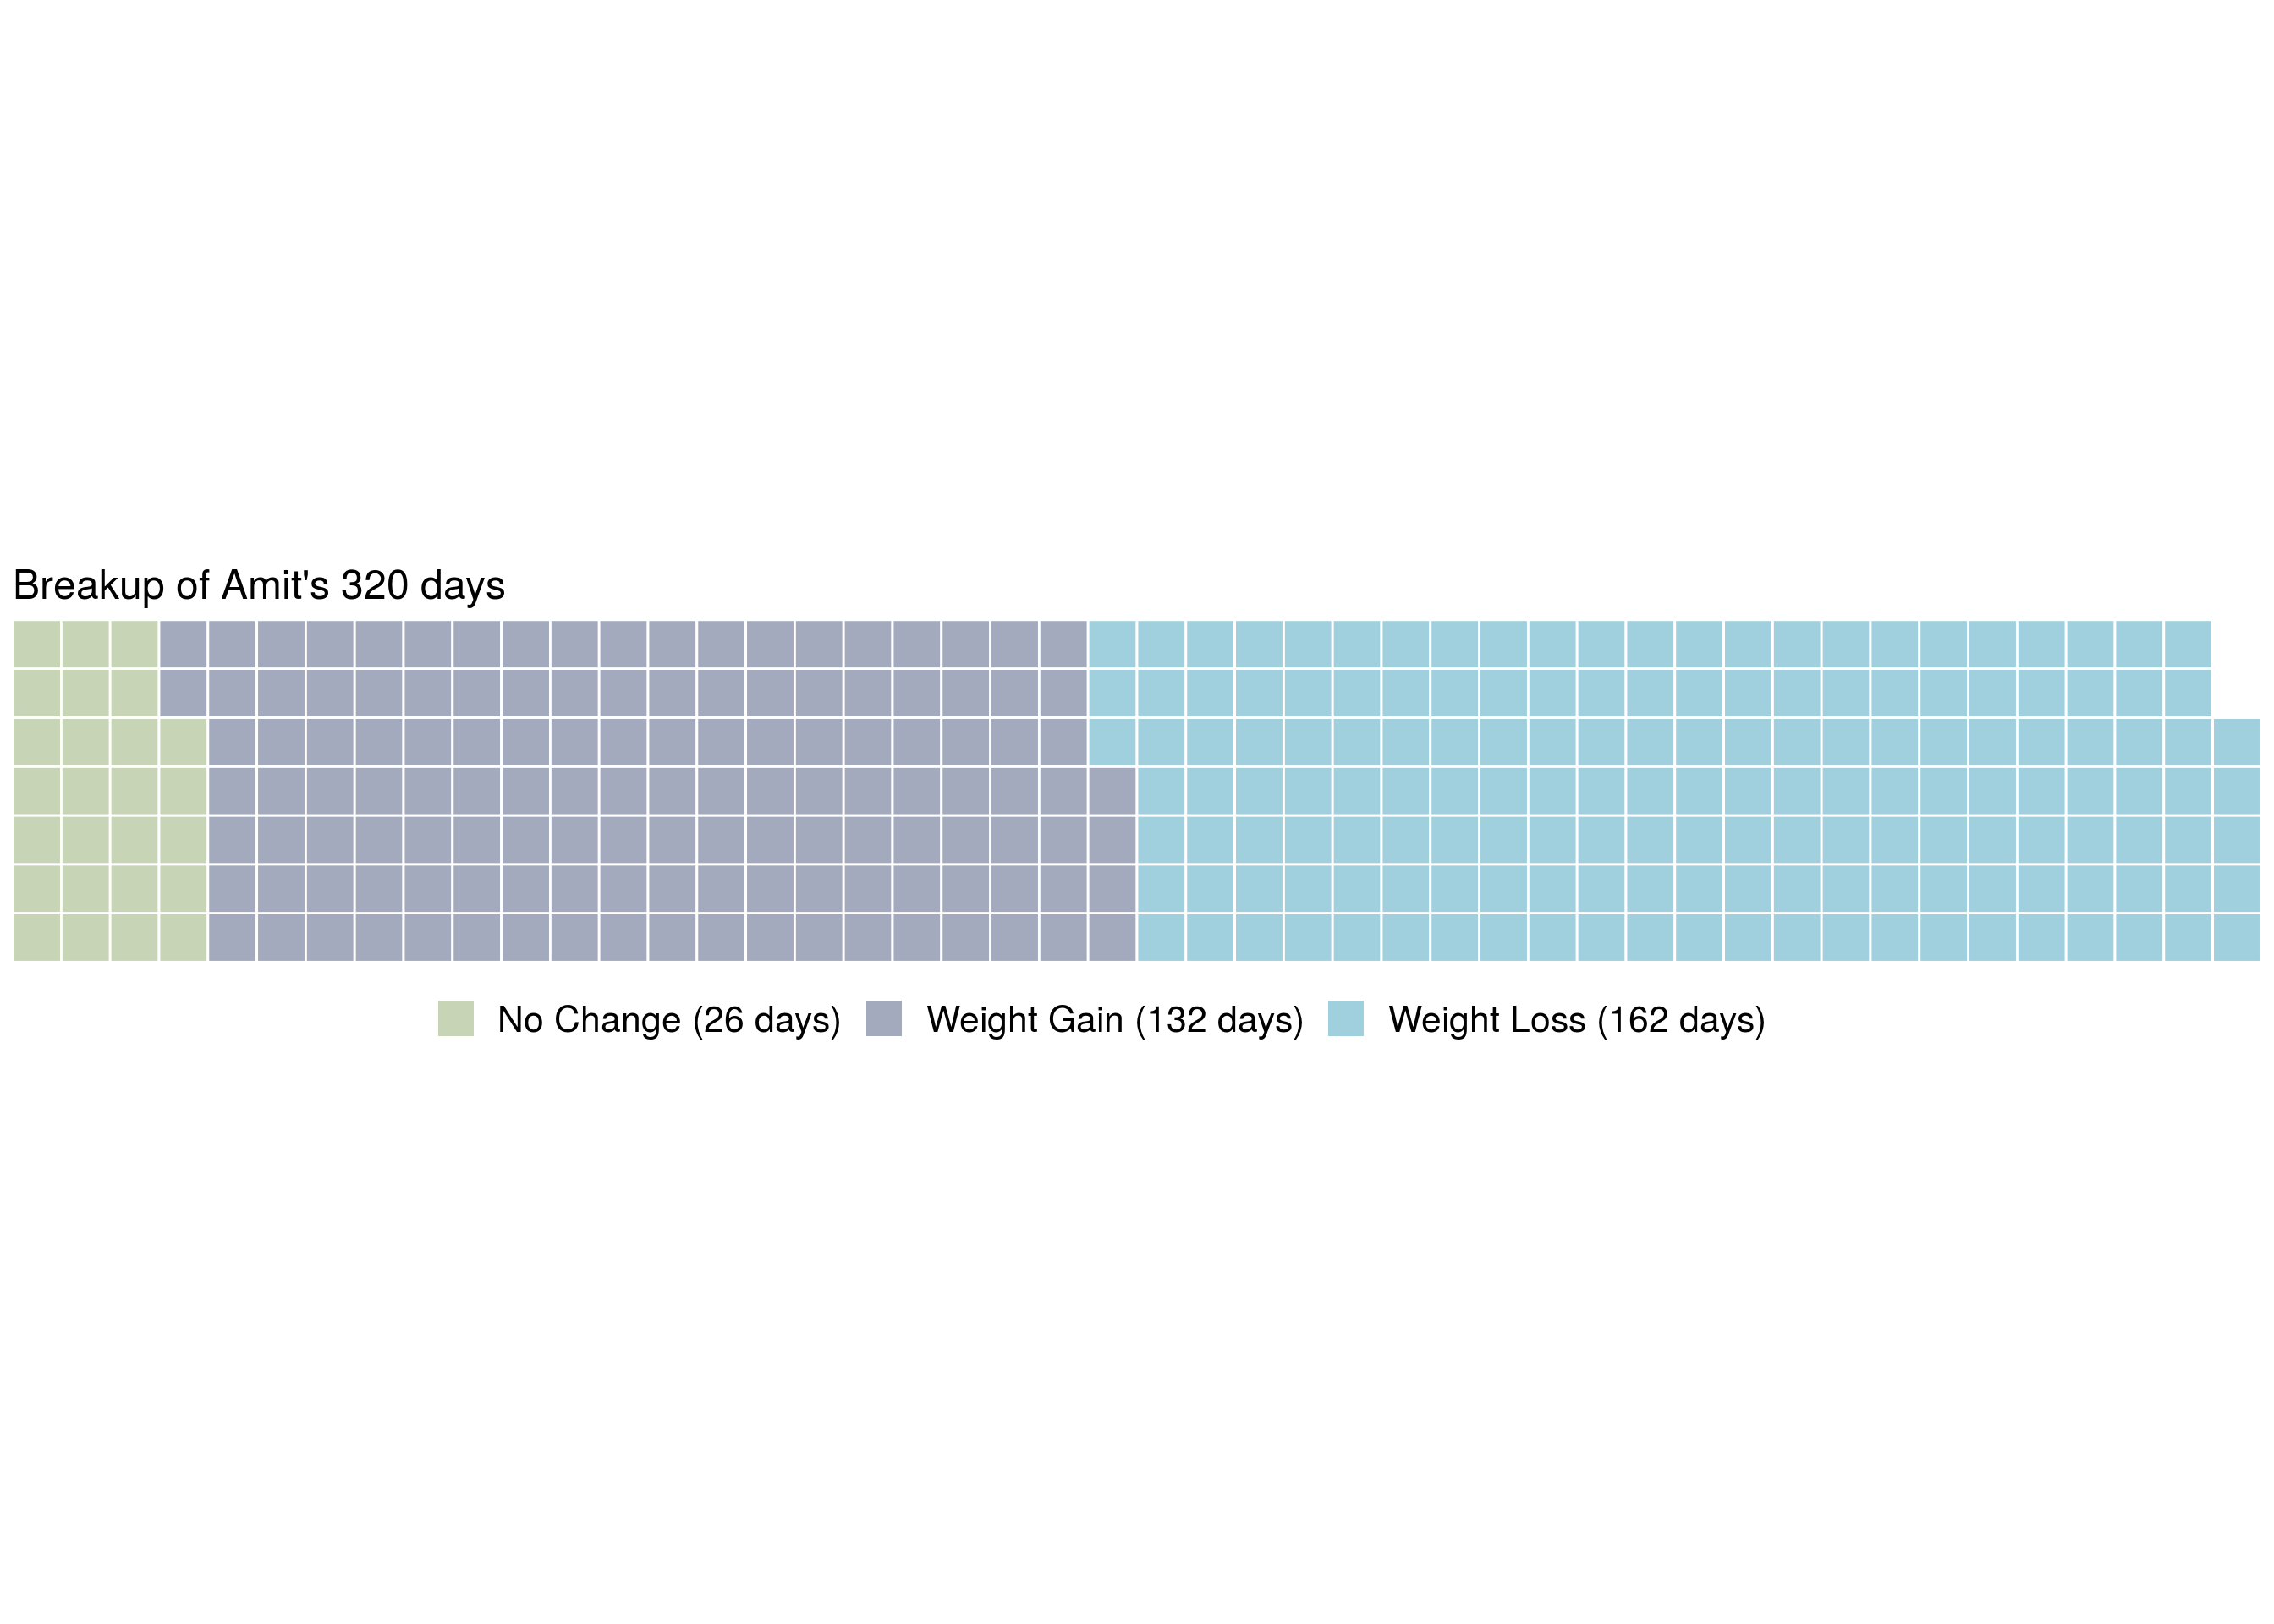 Breakup of Amit's 320 days
No Change (26 days) Weight Gain (132 days) Weight Loss (162 days)